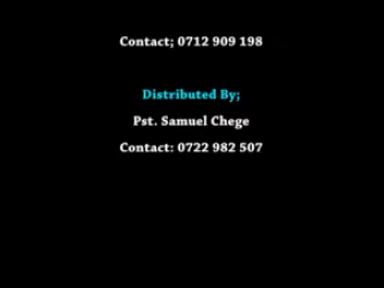 Contact; 0712 909 198
Distributed By;
Pst. Samuel Chege
Contact: 0722 982 507